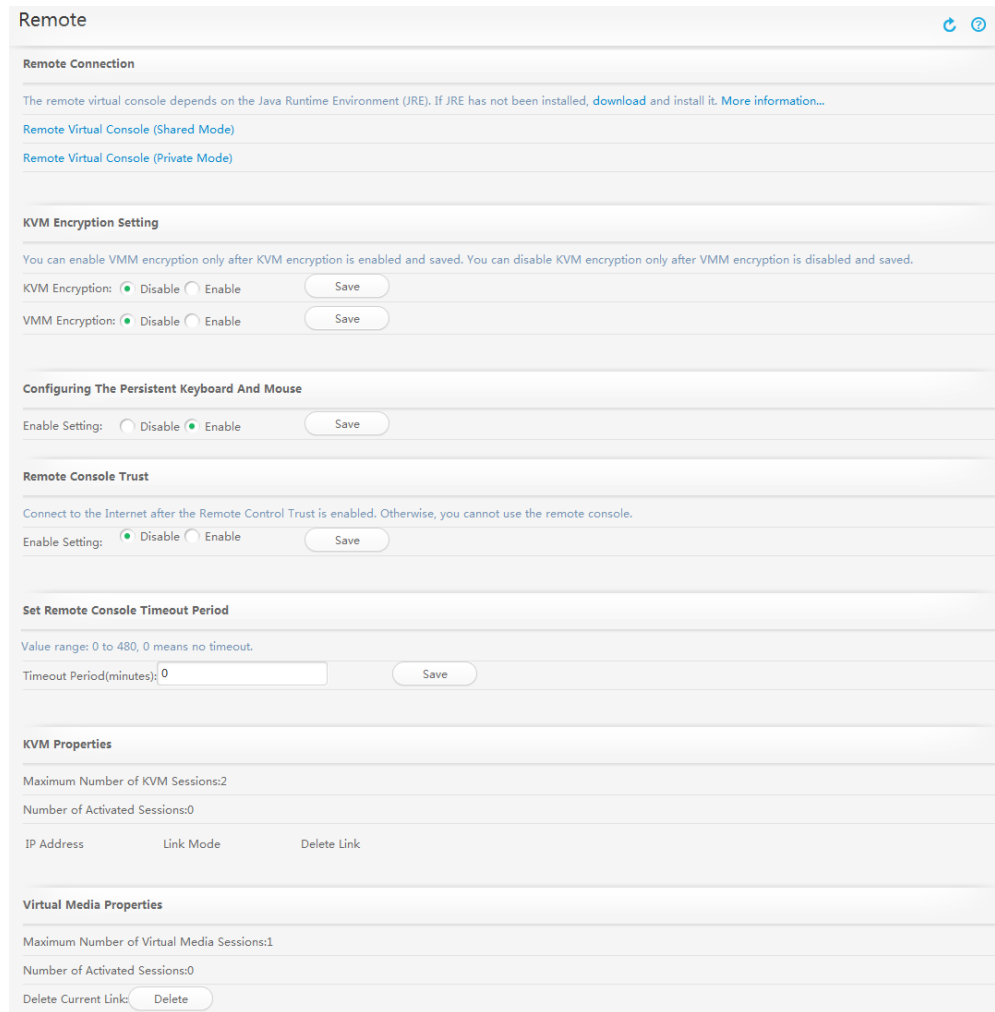 Remote
Remote Connection
The remote virtual console depends on the Java Runtime Environment (JRE). If JRE has not been installed, download and install it. More information...
Remote Virtual Console (Shared Mode)
Remote Virtual Console (Private Mode)
KVM Encryption Setting
You can enable VMM encryption only after KVM encryption is enabled and saved. You can disable KVM encryption only after VMM encryption is disabled and saved.
KVM Encryption: Disable Enable Save
VMM Encryption: Disable Enable Save
Configuring The Persistent Keyboard And Mouse
Enable Setting: Disable Enable Save
Remote Console Trust
Connect to the Internet after the Remote Control Trust is enabled. Otherwise, you cannot use the remote console.
Enable Setting: Disable Enable Save
Set Remote Console Timeout Period
Value range: 0 to 480, 0 means no timeout.
Timeout Period(minutes): 0 Save
KVM Properties
Maximum Number of KVM Sessions:2
Number of Activated Sessions:0
IP Address Link Mode Delete Link
Virtual Media Properties
Maximum Number of Virtual Media Sessions:1
Number of Activated Sessions:0
Delete Current Link: Delete